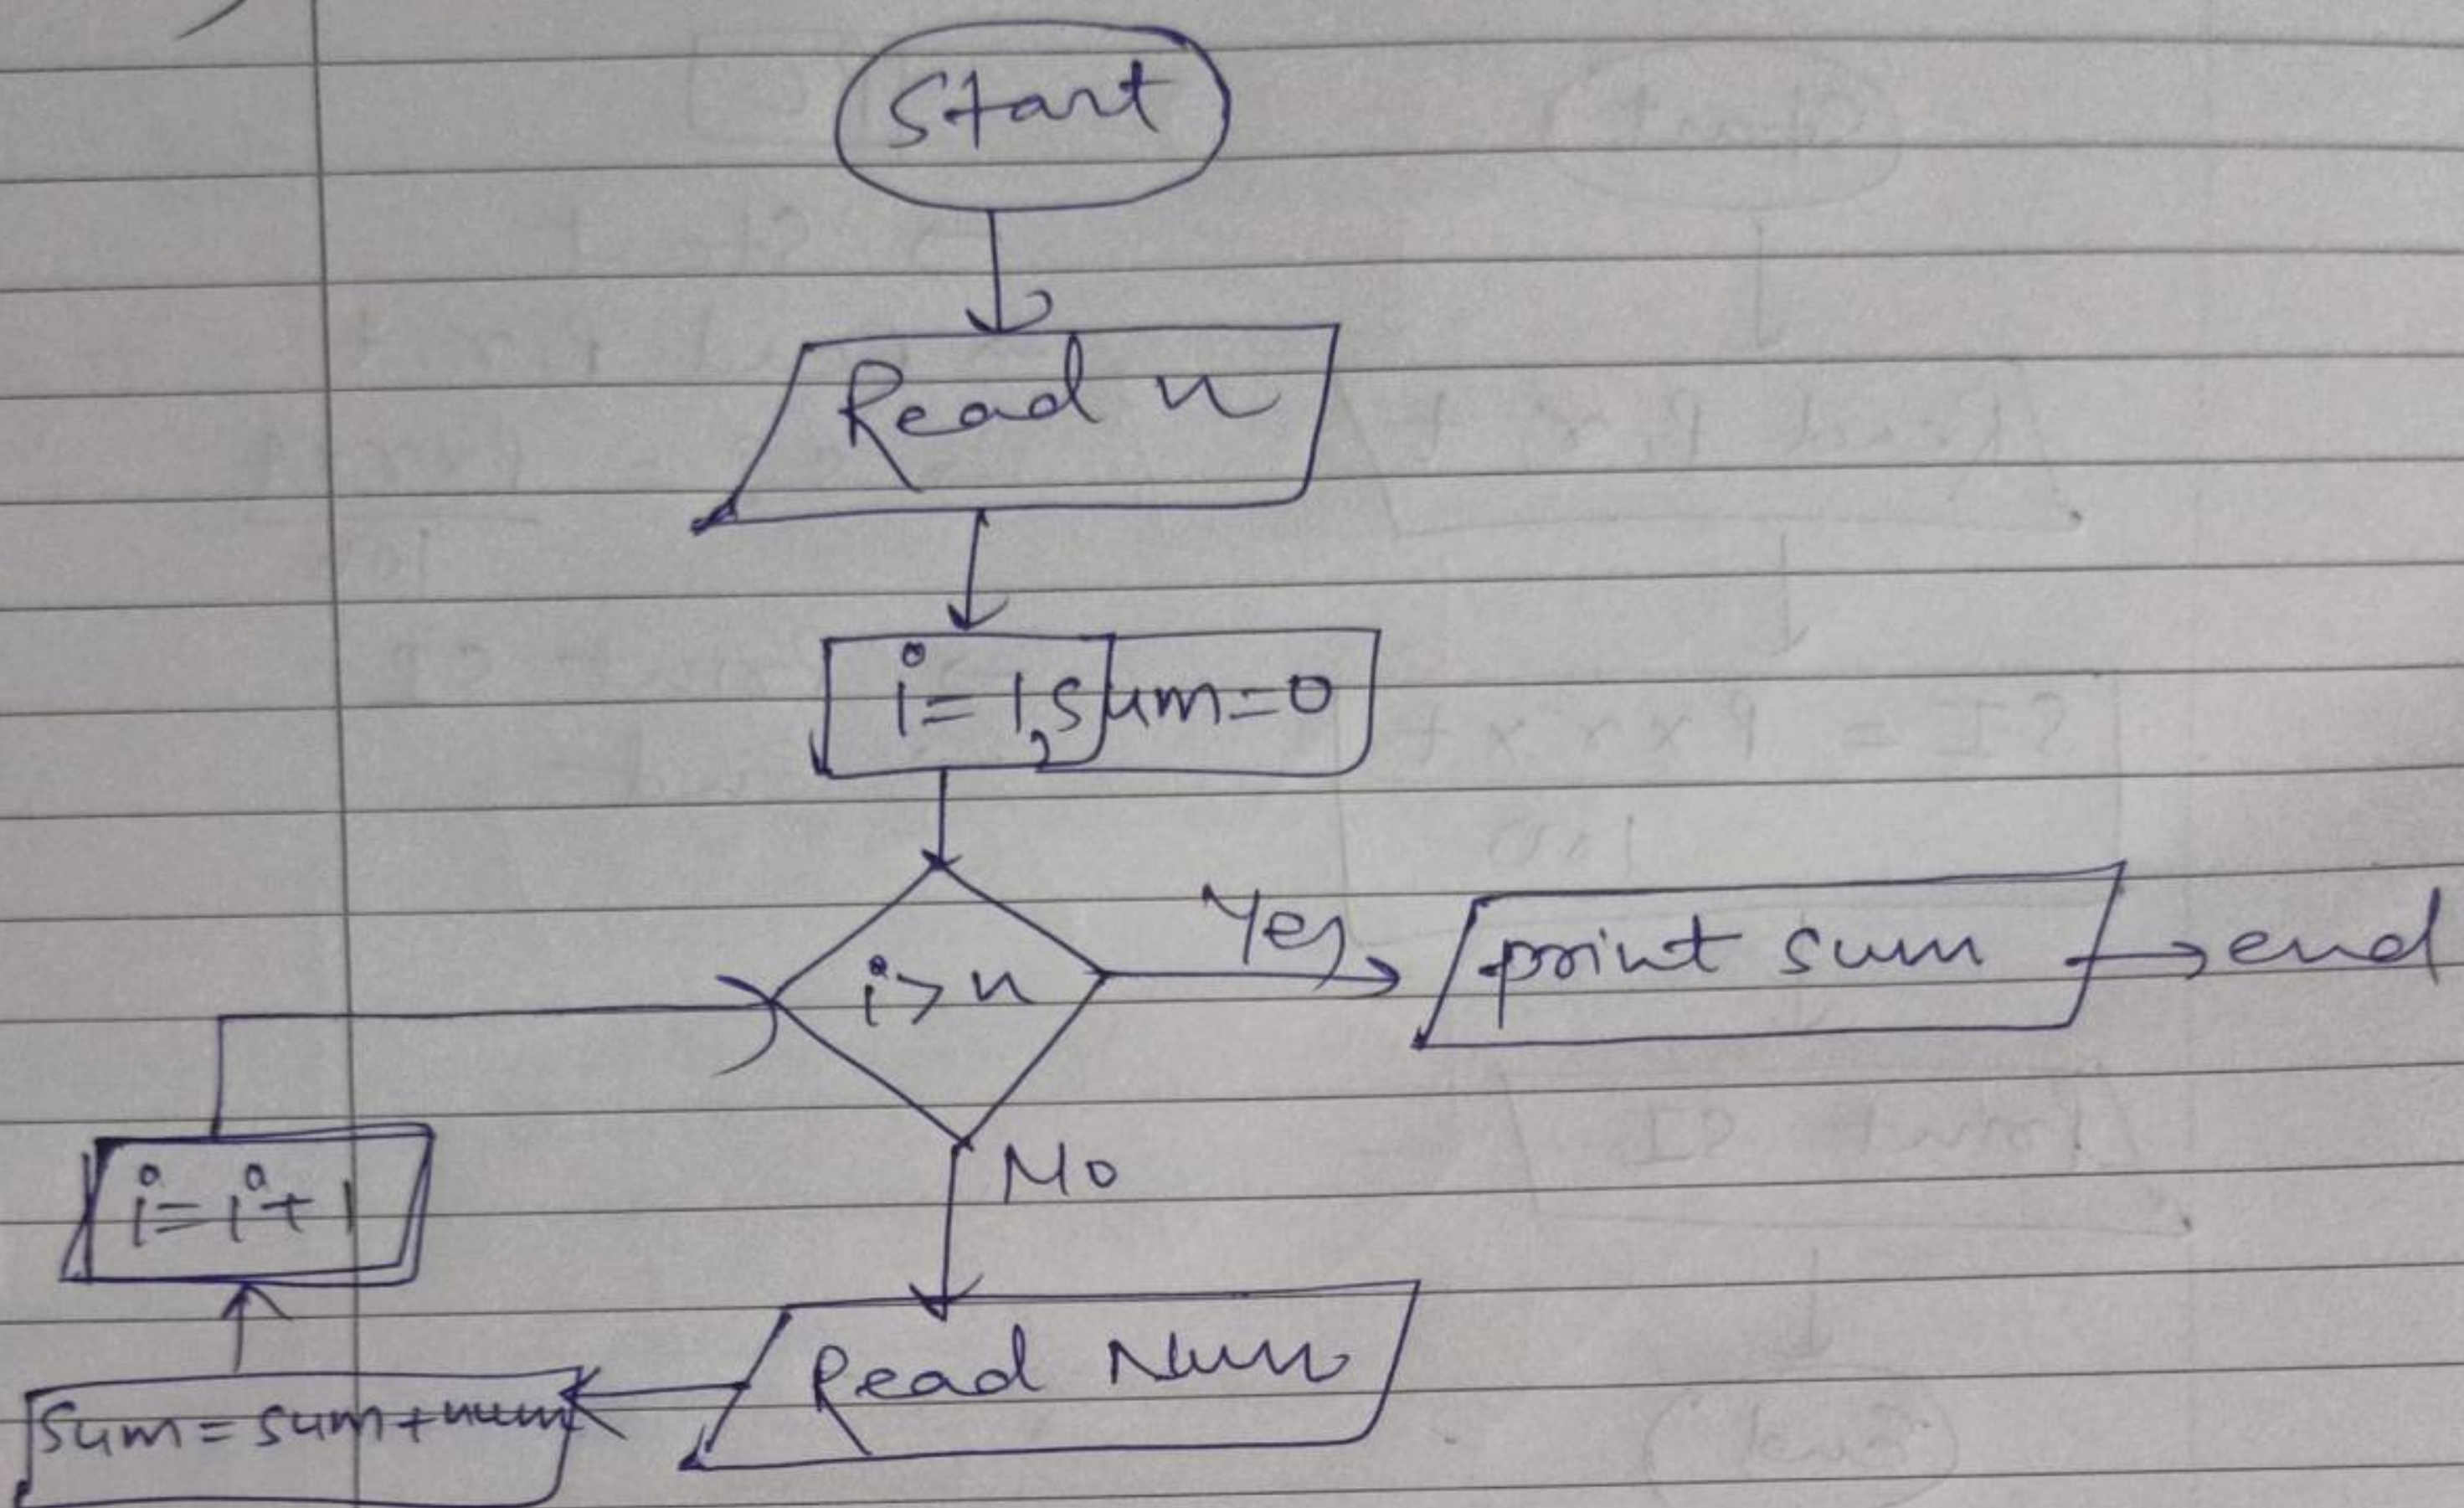 Start
Read n
i=1, sum=0
i>n
Yes
print sum
end
No
Read Num
sum=sum+num
i=i+1